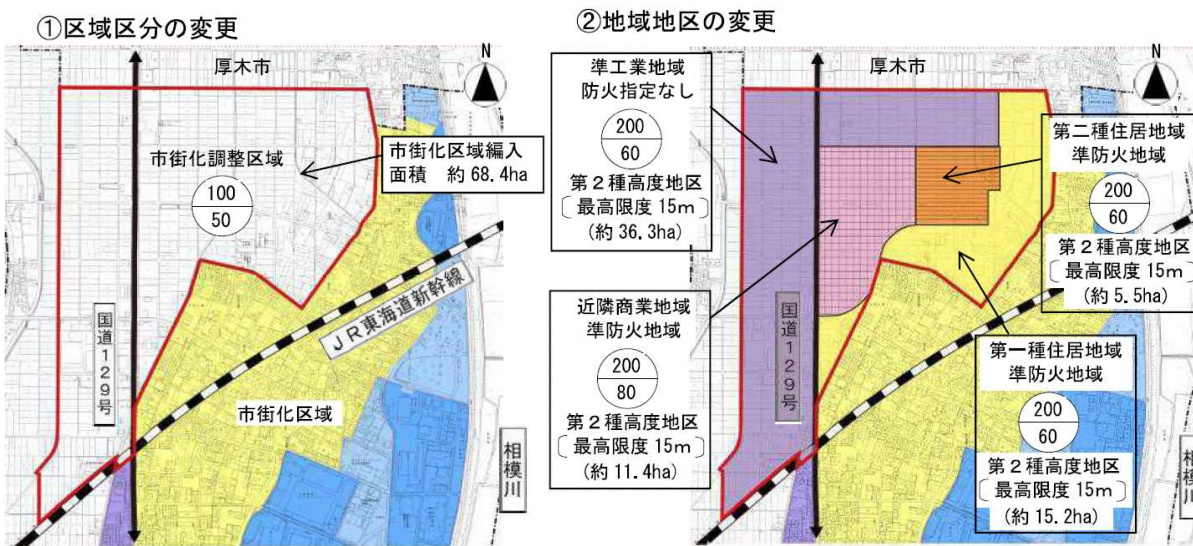 ①区域区分の変更
厚木市
N
市街化調整区域
100
50
市街化区域編入
面積 約68.4ha
国道129号
JR東海道新幹線
市街化区域
相模川
②地域地区の変更
厚木市
N
準工業地域
防火指定なし
200
60
第2種高度地区
〔最高限度15m〕
(約36.3ha)
第二種住居地域
準防火地域
200
60
第2種高度地区
〔最高限度15m〕
(約5.5ha)
近隣商業地域
準防火地域
200
80
第2種高度地区
〔最高限度15m〕
(約11.4ha)
国道129号
第一種住居地域
準防火地域
200
60
第2種高度地区
〔最高限度15m〕
(約15.2ha)
相模川